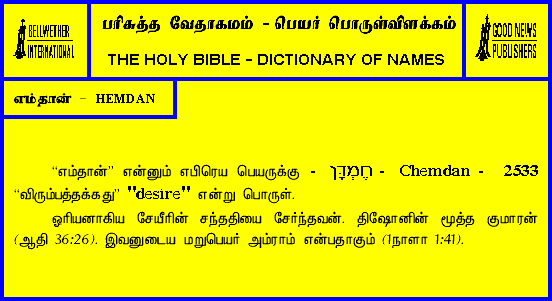 BELLWETHER
INTERNATIONAL
பரிசுத்த வேதாகமம் - பெயர் பொருள்விளக்கம்
THE HOLY BIBLE - DICTIONARY OF NAMES
GOOD NEWS
PUBLISHERS
எம்தான் - HEMDAN
“எம்தான்” என்னும் எபிரெய பெயருக்கு - חֶמְדָּן - Chemdan - 2533
“விரும்பத்தக்கது” "desire" என்று பொருள்.
ஓரியனாகிய சேயீரின் சந்ததியை சேர்ந்தவன். திஷோனின் மூத்த குமாரன்
(ஆதி 36:26). இவனுடைய மறுபெயர் அம்ராம் என்பதாகும் (1நாளா 1:41).